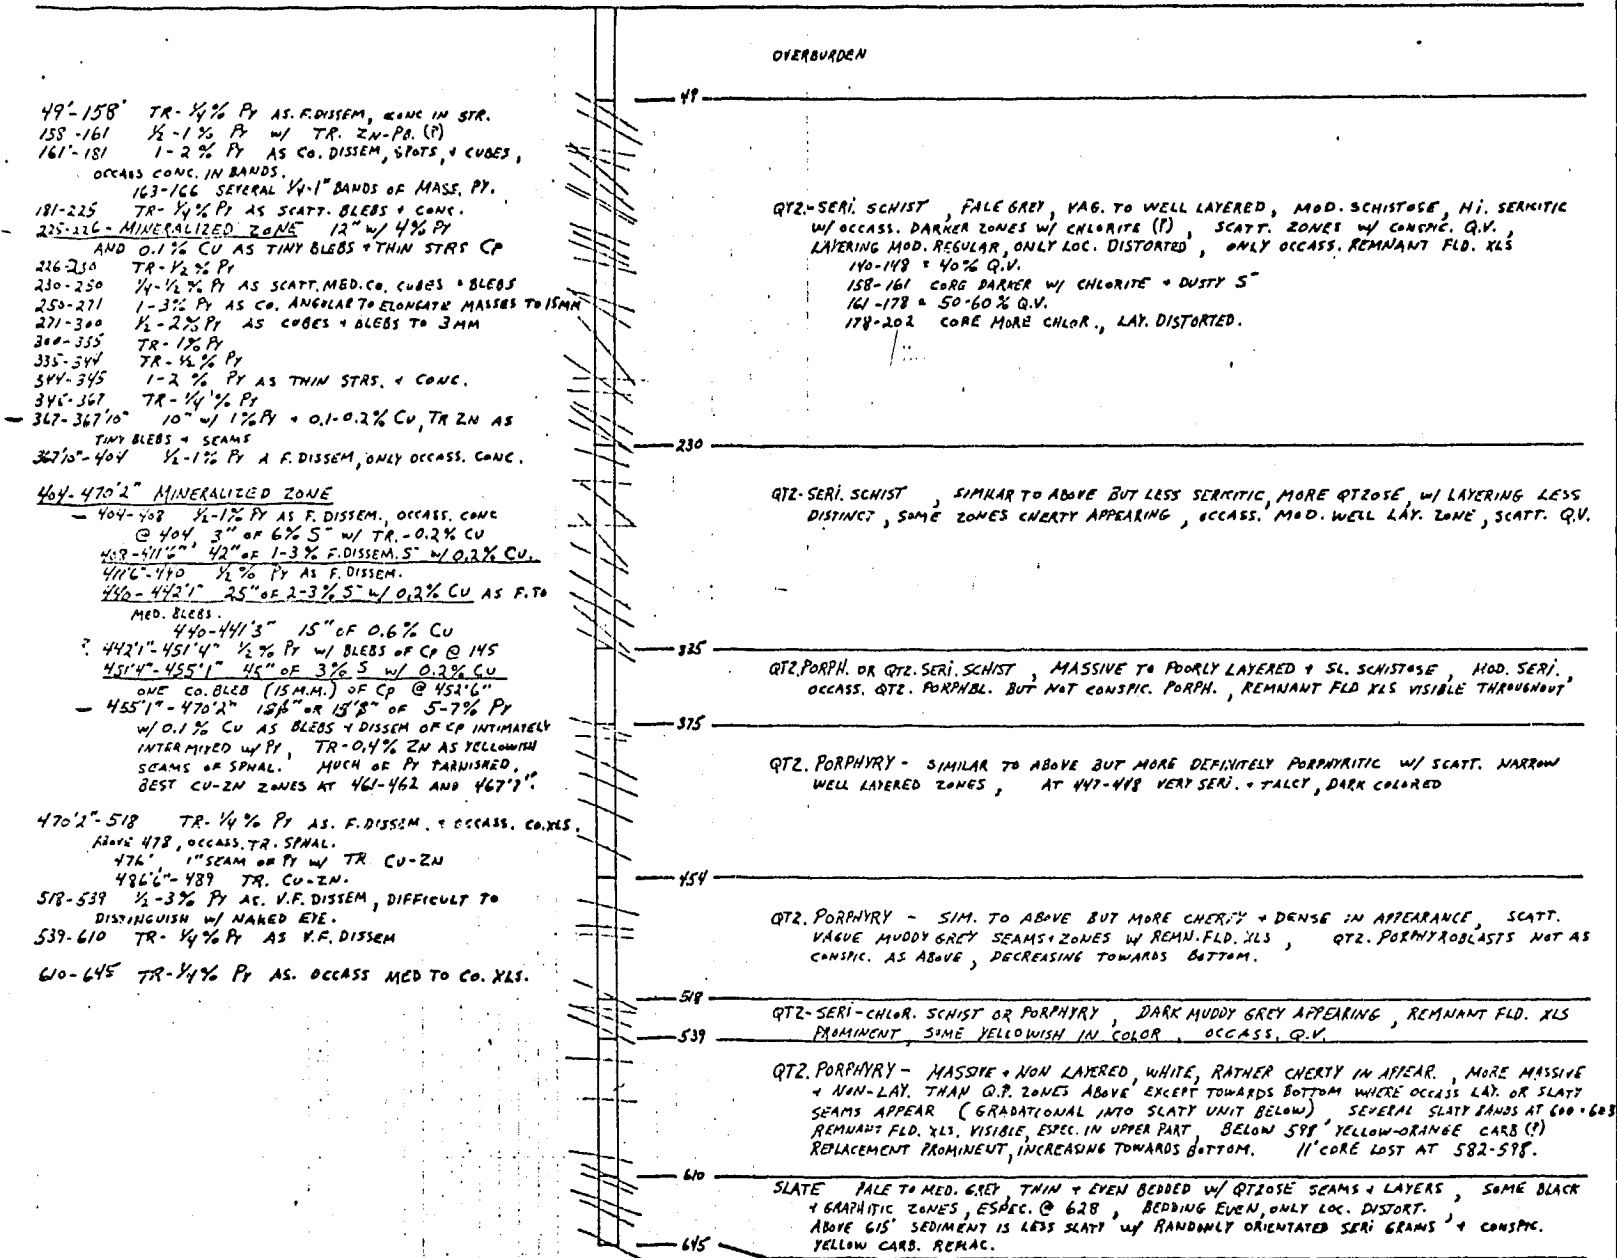 49'-158' TR-1/4% PY AS. F. DISSEM, CONC IN STR.
158-161 1/2-1% PY W/ TR. ZN-PB. (?)
161'-181 1-2% PY AS CO. DISSEM, SPOTS, + CUBES,
OCCASS CONC. IN BANDS.
163-166 SEVERAL 1/4-1" BANDS OF MASS. PY.
181-225 TR-1/4% PY AS SCATT. BLEBS + CONC.
225-226 - MINERALIZED ZONE 12" W/ 4% PY
AND 0.1% CU AS TINY BLEBS + THIN STRS CP
226-230 TR-1/2% PY
230-250 1/4-1/2% PY AS SCATT. MED. CO. CUBES + BLEBS
250-271 1-3% PY AS CO. ANGULAR TO ELONGATE MASSES TO 15MM
271-300 1/2-2% PY AS CUBES + BLEBS TO 3MM
300-335 TR-1% PY
335-344 TR-1/2% PY
344-345 1-2% PY AS THIN STRS. + CONC.
346-367 TR-1/4% PY
367-367'10" 10" W/ 1% PY + 0.1-0.2% CU, TR ZN AS
TINY BLEBS + SEAMS
367'10"-404 1/2-1% PY A F. DISSEM, ONLY OCCASS. CONC.
404-470'2" MINERALIZED ZONE
404-408 1/2-1% PY AS F. DISSEM., OCCASS. CONC
@ 404, 3" OF 6% S- W/ TR.-0.2% CU
408-411'6" 42" OF 1-3% F. DISSEM. S- W/ 0.2% CU.
411'6"-440 1/2% PY AS F. DISSEM.
440-442'1" 25" OF 2-3% S- W/ 0.2% CU AS F. TO
MED. BLEBS.
440-441'3" 15" OF 0.6% CU
? 442'1"-451'4" 1/2% PY W/ BLEBS OF CP @ 145
451'4"-455'1" 45" OF 3% S W/ 0.2% CU
ONE CO. BLEB (15 M.M.) OF CP @ 452'6"
455'1"-470'2" OR 15'8" OF 5-7% PY
W/ 0.1% CU AS BLEBS + DISSEM OF CP INTIMATELY
INTERMIXED W/ PY, TR-0.4% ZN AS YELLOWISH
SEAMS OF SPHAL. MUCH OF PY TARNISHED,
BEST CU-ZN ZONES AT 461-462 AND
470'2"-518 TR-1/4% PY AS. F. DISSEM. + OCCASS. CO. XLS.
ABOVE 478, OCCASS. TR. SPHAL.
476', 1" SEAM OF PY W/ TR CU-ZN
486'6"-489 TR. CU-ZN.
518-539 1/2-3% PY AS. V.F. DISSEM, DIFFICULT TO
DISTINGUISH W/ NAKED EYE.
539-610 TR-1/4% PY AS V.F. DISSEM
610-645 TR-1/4% PY AS. OCCASS MED TO CO. XLS.
OVERBURDEN
49
QTZ.-SERI. SCHIST, PALE GREY, VAG. TO WELL LAYERED, MOD. SCHISTOSE, HI. SERICITIC
W/ OCCASS. DARKER ZONES W/ CHLORITE (?), SCATT. ZONES W/ CONSPIC. Q.V.,
LAYERING MOD. REGULAR, ONLY LOC. DISTORTED, ONLY OCCASS. REMNANT FLD. XLS
140-148 = 40% Q.V.
158-161 CORE DARKER W/ CHLORITE + DUSTY S-
161-178 = 50-60% Q.V.
178-202 CORE MORE CHLOR., LAY. DISTORTED.
230
QTZ-SERI. SCHIST, SIMILAR TO ABOVE BUT LESS SERICITIC, MORE QTZOSE, W/ LAYERING LESS
DISTINCT, SOME ZONES CHERTY APPEARING, OCCASS. MOD. WELL LAY. ZONE, SCATT. Q.V.
325
QTZ. PORPH. OR QTZ. SERI. SCHIST, MASSIVE TO POORLY LAYERED + SL. SCHISTOSE, MOD. SERI.,
OCCASS. QTZ. PORPHBL. BUT NOT CONSPIC. PORPH., REMNANT FLD XLS VISIBLE THROUGHOUT
375
QTZ. PORPHYRY - SIMILAR TO ABOVE BUT MORE DEFINITELY PORPHYRITIC W/ SCATT. NARROW
WELL LAYERED ZONES, AT 447-448 VERY SERI. + TALCY, DARK COLORED
454
QTZ. PORPHYRY - SIM. TO ABOVE BUT MORE CHERTY + DENSE IN APPEARANCE, SCATT.
VAGUE MUDDY GREY SEAMS + ZONES W/ REMN. FLD. XLS, QTZ. PORPHYROBLASTS NOT AS
CONSPIC. AS ABOVE, DECREASING TOWARDS BOTTOM.
518
QTZ-SERI-CHLOR. SCHIST OR PORPHYRY, DARK MUDDY GREY APPEARING, REMNANT FLD. XLS
PROMINENT, SOME YELLOWISH IN COLOR, OCCASS. Q.V.
539
QTZ. PORPHYRY - MASSIVE + NON LAYERED, WHITE, RATHER CHERTY IN APPEAR., MORE MASSIVE
+ NON-LAY. THAN Q.P. ZONES ABOVE EXCEPT TOWARDS BOTTOM WHERE OCCASS LAY. OR SLATY
SEAMS APPEAR (GRADATIONAL INTO SLATY UNIT BELOW), SEVERAL SLATY BANDS AT 600+603
REMNANT FLD. XLS. VISIBLE, ESPEC. IN UPPER PART, BELOW 598' YELLOW-ORANGE CARB (?)
REPLACEMENT PROMINENT, INCREASING TOWARDS BOTTOM. 11' CORE LOST AT 582-598.
610
SLATE PALE TO MED. GREY, THIN + EVEN BEDDED W/ QTZOSE SEAMS + LAYERS, SOME BLACK
+ GRAPHITIC ZONES, ESPEC. @ 628, BEDDING EVEN, ONLY LOC. DISTORT.
ABOVE 615' SEDIMENT IS LESS SLATY W/ RANDONLY ORIENTATED SERI GRAINS + CONSPIC.
YELLOW CARB. REPLAC.
645